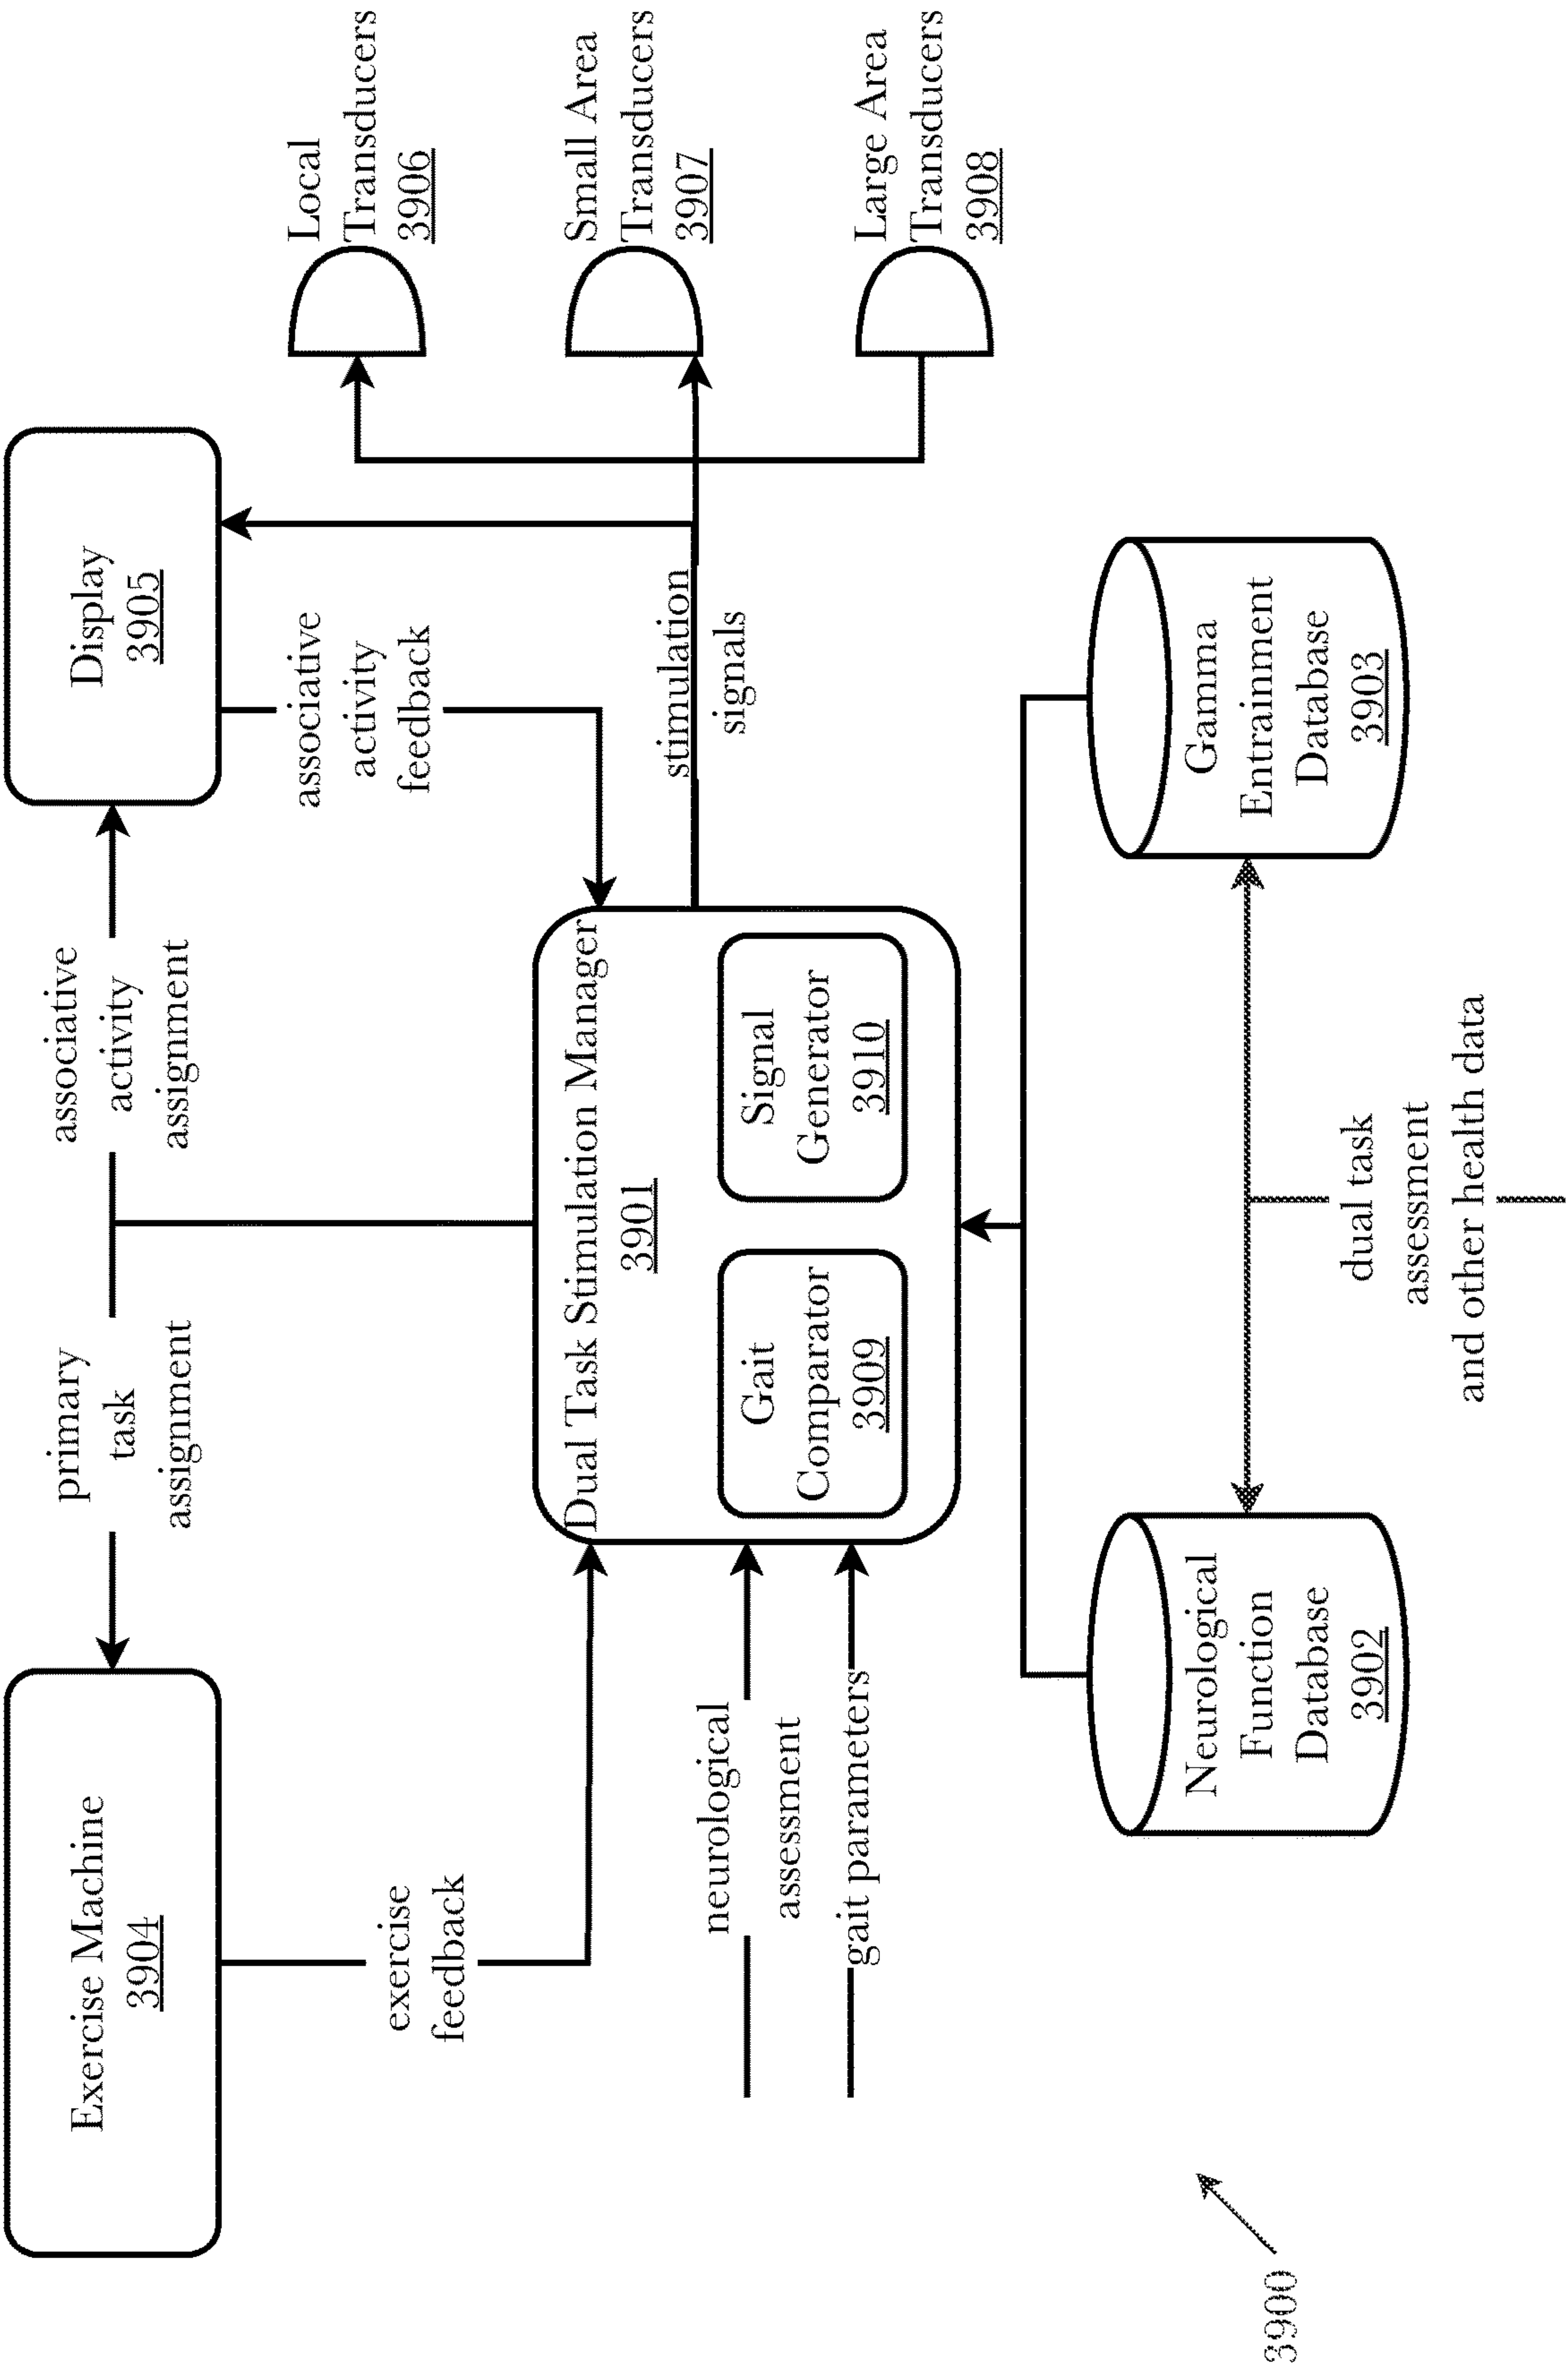 Exercise Machine
3904
primary
task
assignment
associative
activity
assignment
Display
3905
exercise
feedback
associative
activity
feedback
Local
Transducers
3906
Dual Task Stimulation Manager
3901
stimulation
signals
Small Area
Transducers
3907
neurological
assessment
gait parameters
Gait
Comparator
3909
Signal
Generator
3910
Large Area
Transducers
3908
Neurological
Function
Database
3902
Gamma
Entrainment
Database
3903
dual task
assessment
and other health data
3900